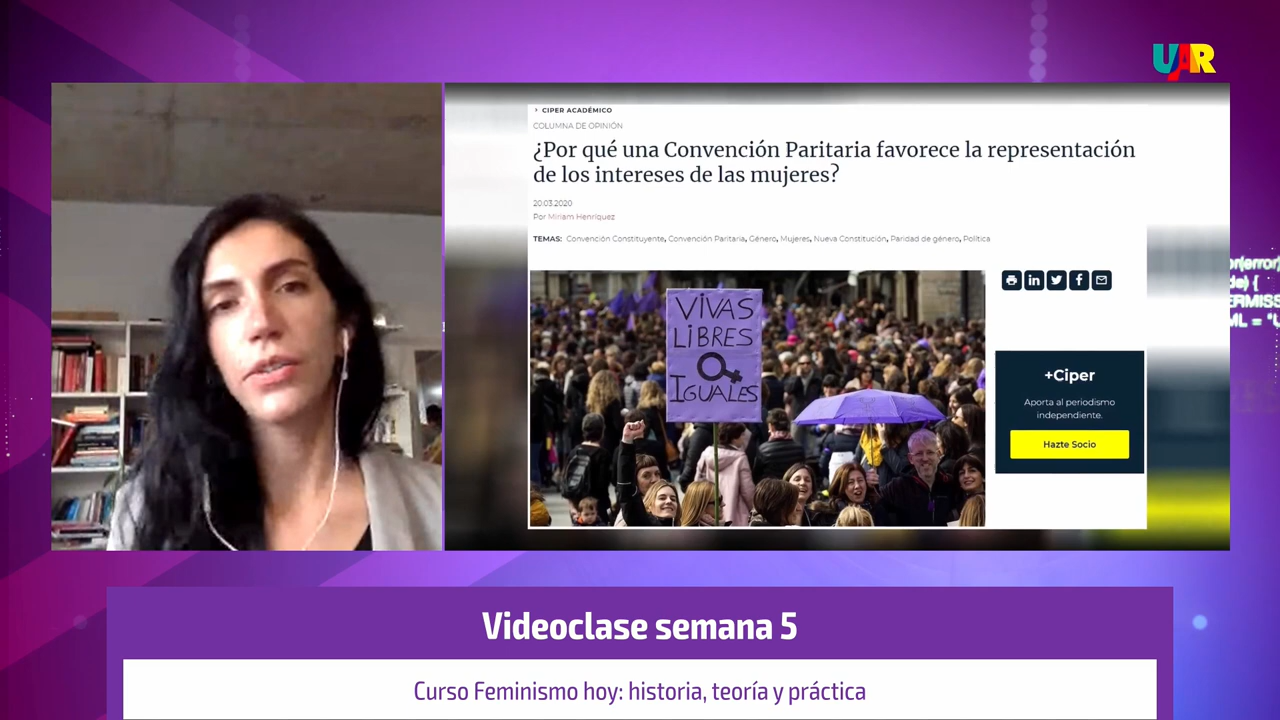 UAR
CIPER ACADÉMICO
COLUMNA DE OPINIÓN
¿Por qué una Convención Paritaria favorece la representación
de los intereses de las mujeres?
20.03.2020
Por Miriam Henríquez
TEMAS: Convención Constituyente, Convención Paritaria, Género, Mujeres, Nueva Constitución, Paridad de género, Política
VIVAS
LiBRES
IGUALES
+Ciper
Aporta al periodismo
independiente.
Hazte Socio
Videoclase semana 5
Curso Feminismo hoy: historia, teoría y práctica